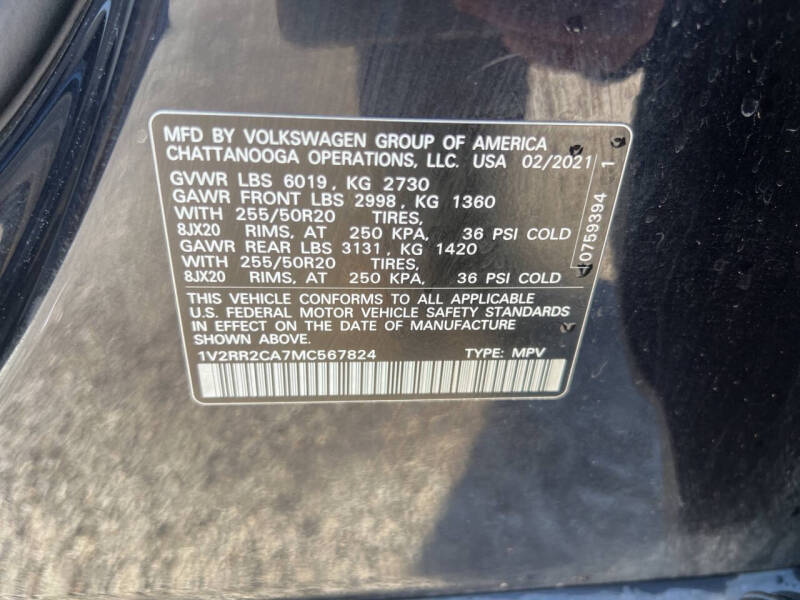 MFD BY VOLKSWAGEN GROUP OF AMERICA
CHATTANOOGA OPERATIONS, LLC. USA 02/2021
GVWR LBS 6019, KG 2730
GAWR FRONT LBS 2998, KG 1360
WITH 255/50R20 TIRES,
8JX20 RIMS, AT 250 KPA, 36 PSI COLD
GAWR REAR LBS 3131, KG 1420
WITH 255/50R20 TIRES,
8JX20 RIMS, AT 250 KPA, 36 PSI COLD
THIS VEHICLE CONFORMS TO ALL APPLICABLE
U.S. FEDERAL MOTOR VEHICLE SAFETY STANDARDS
IN EFFECT ON THE DATE OF MANUFACTURE
SHOWN ABOVE.
1V2RR2CA7MC567824 TYPE: MPV
0759394 1